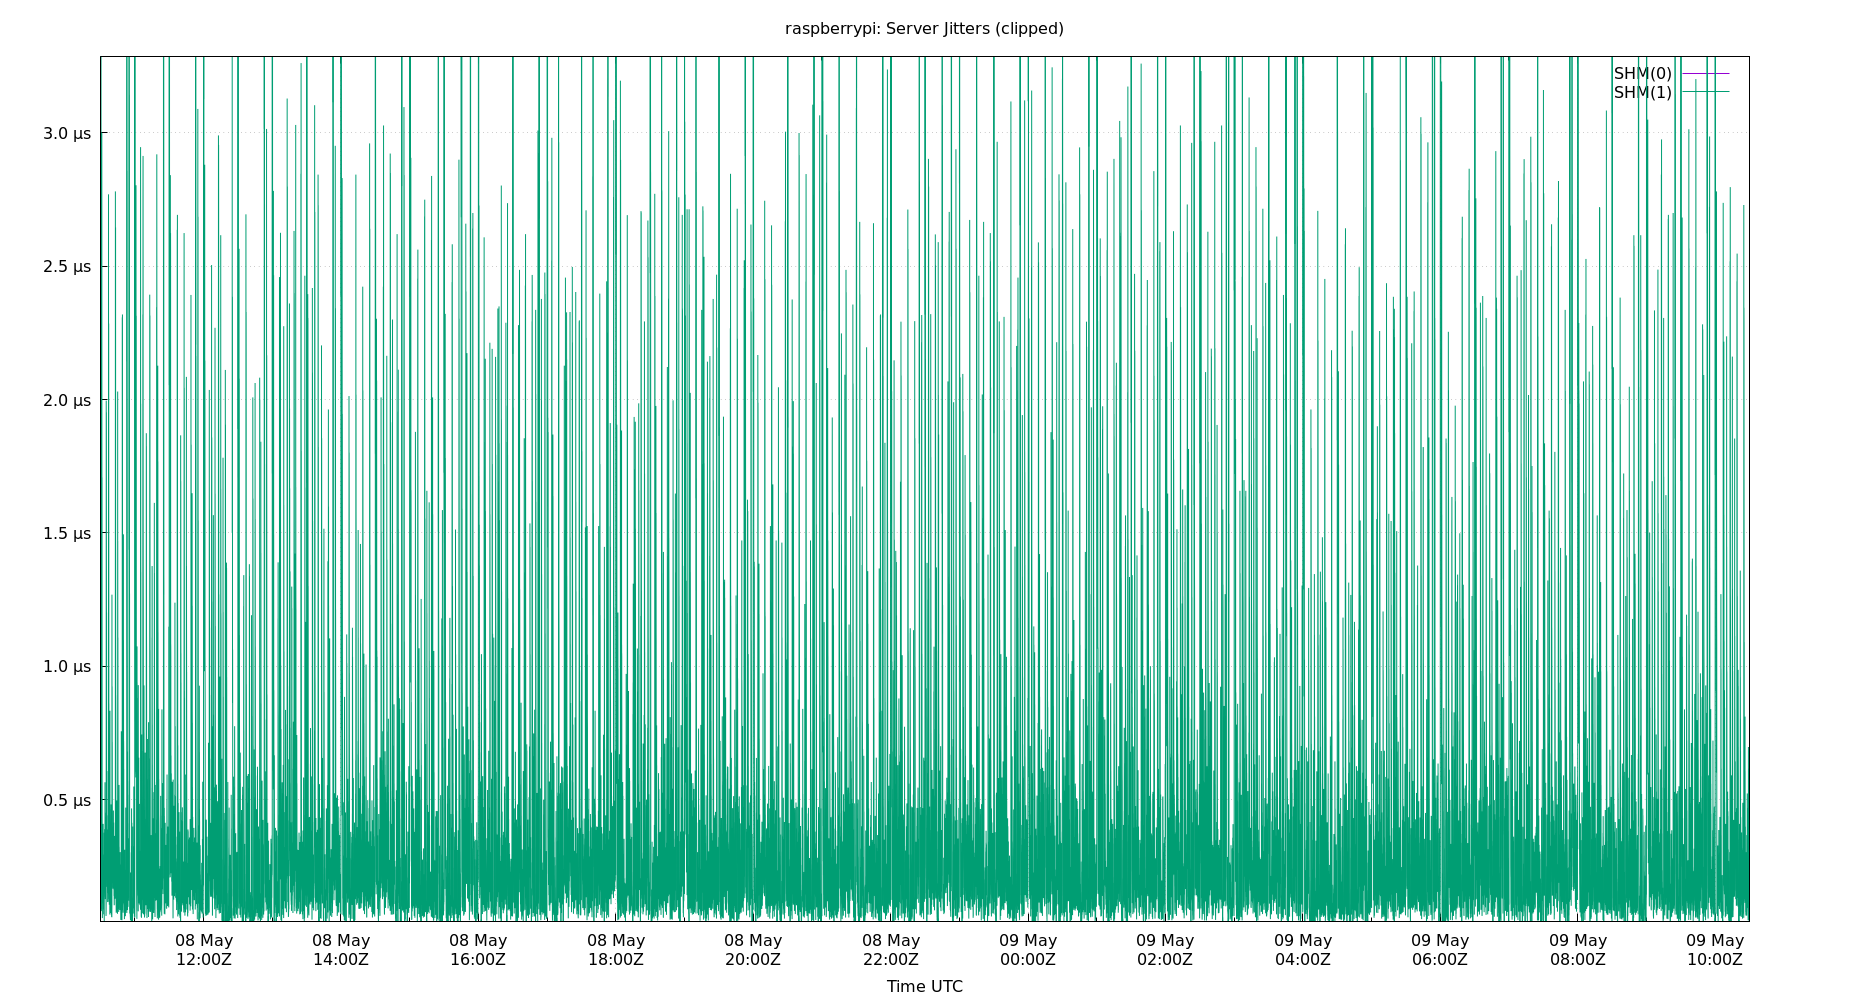 raspberrypi: Server Jitters (clipped)
SHM(0)
SHM(1)
3.0 µs
2.5 µs
2.0 µs
1.5 µs
1.0 µs
0.5 µs
08 May 08 May 08 May 08 May 08 May 08 May 09 May 09 May 09 May 09 May 09 May 09 May
12:00Z 14:00Z 16:00Z 18:00Z 20:00Z 22:00Z 00:00Z 02:00Z 04:00Z 06:00Z 08:00Z 10:00Z
Time UTC